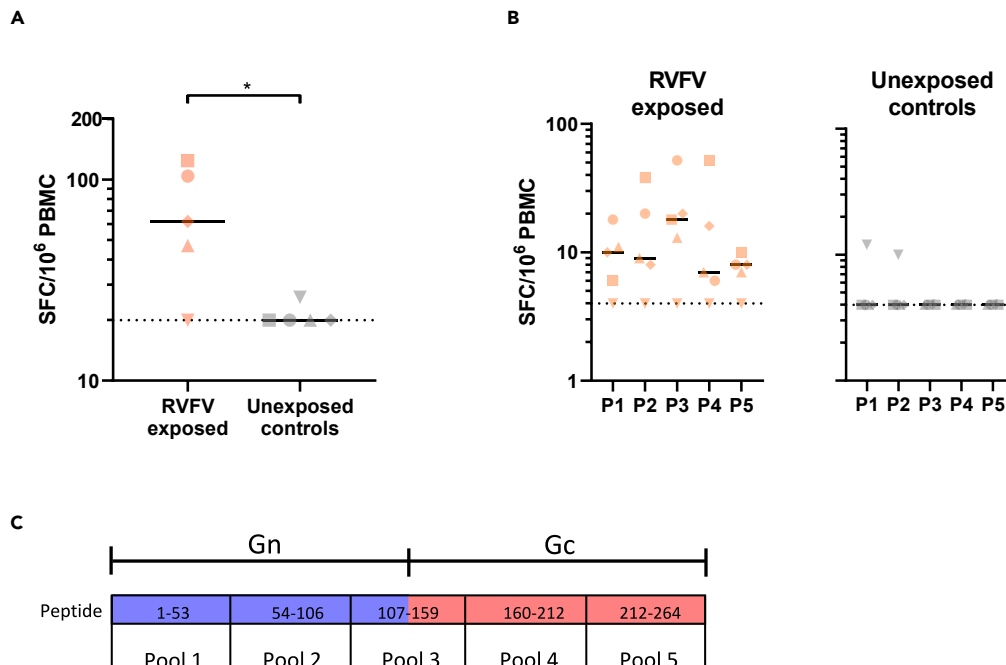 A
B
*
RVFV
exposed
Unexposed
controls
200
100
10
SFC/10⁶ PBMC
RVFV
exposed
Unexposed
controls
100
10
1
SFC/10⁶ PBMC
P1 P2 P3 P4 P5
P1 P2 P3 P4 P5
C
Gn Gc
Peptide 1-53 54-106 107-159 160-212 212-264
Pool 1 Pool 2 Pool 3 Pool 4 Pool 5